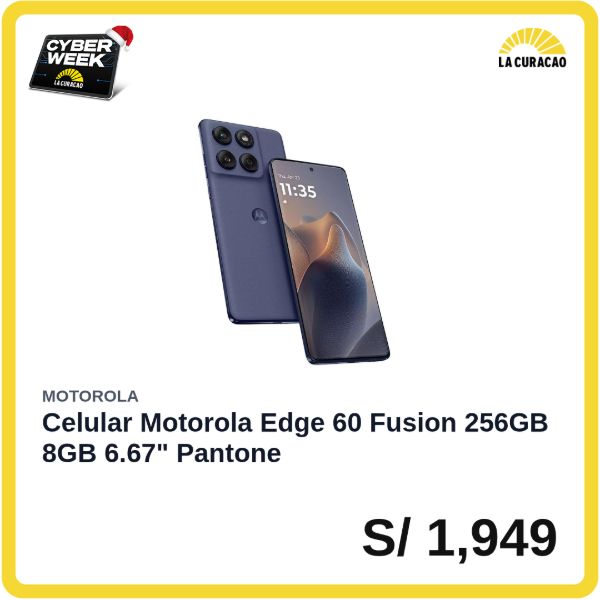 CYBER
WEEK
LA CURACAO
LA CURACAO
11:35
MOTOROLA
Celular Motorola Edge 60 Fusion 256GB
8GB 6.67" Pantone
S/ 1,949